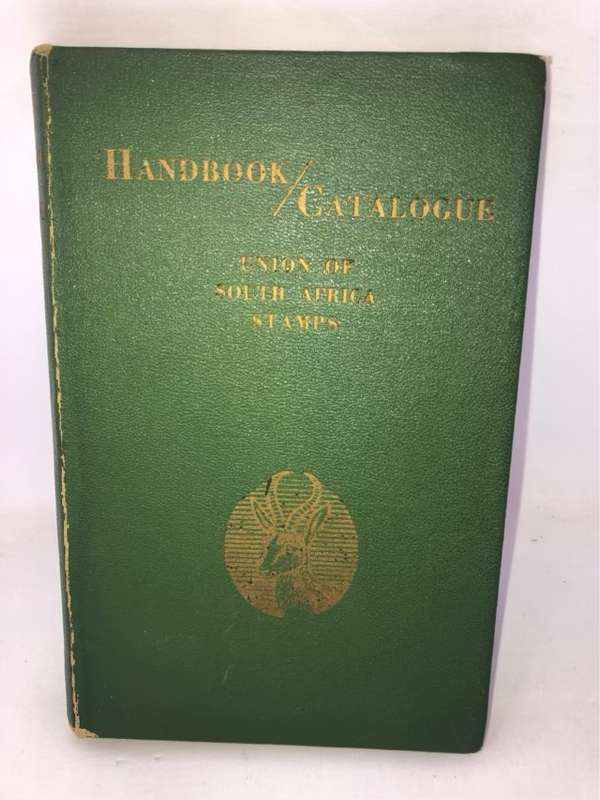 HANDBOOK/
CATALOGUE
UNION OF
SOUTH AFRICA
STAMPS